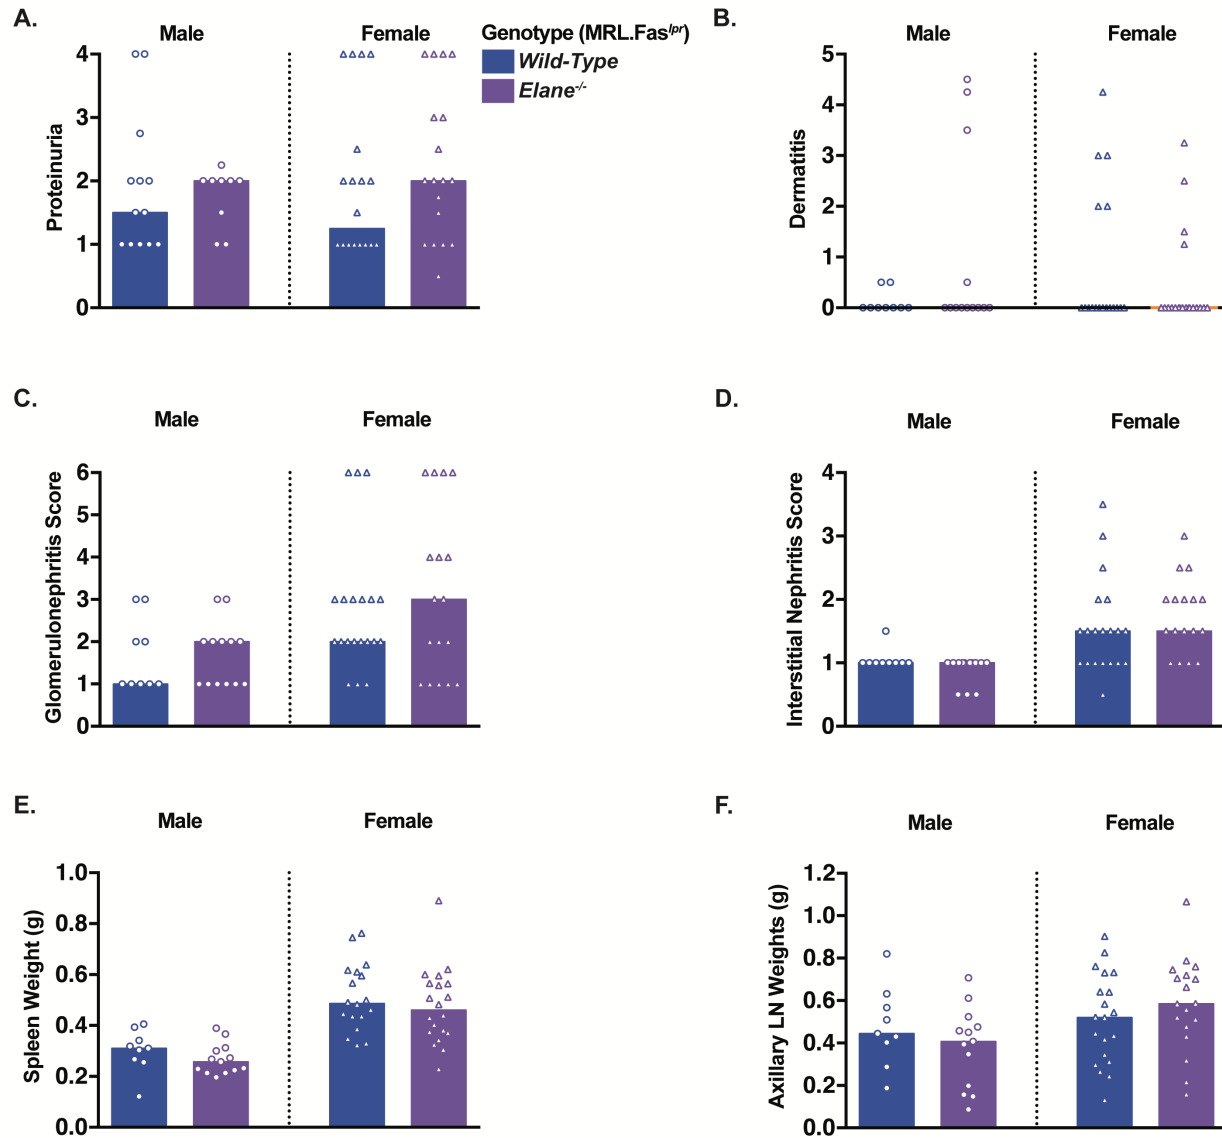 A.
Male
Female
Genotype (MRL.Fas^lpr)
Wild-Type
Elane^-/-
Proteinuria
4
3
2
1
0
B.
Male
Female
Dermatitis
5
4
3
2
1
0
C.
Male
Female
Glomerulonephritis Score
6
5
4
3
2
1
0
D.
Male
Female
Interstitial Nephritis Score
4
3
2
1
0
E.
Male
Female
Spleen Weight (g)
1.0
0.8
0.6
0.4
0.2
0.0
F.
Male
Female
Axillary LN Weights (g)
1.2
1.0
0.8
0.6
0.4
0.2
0.0